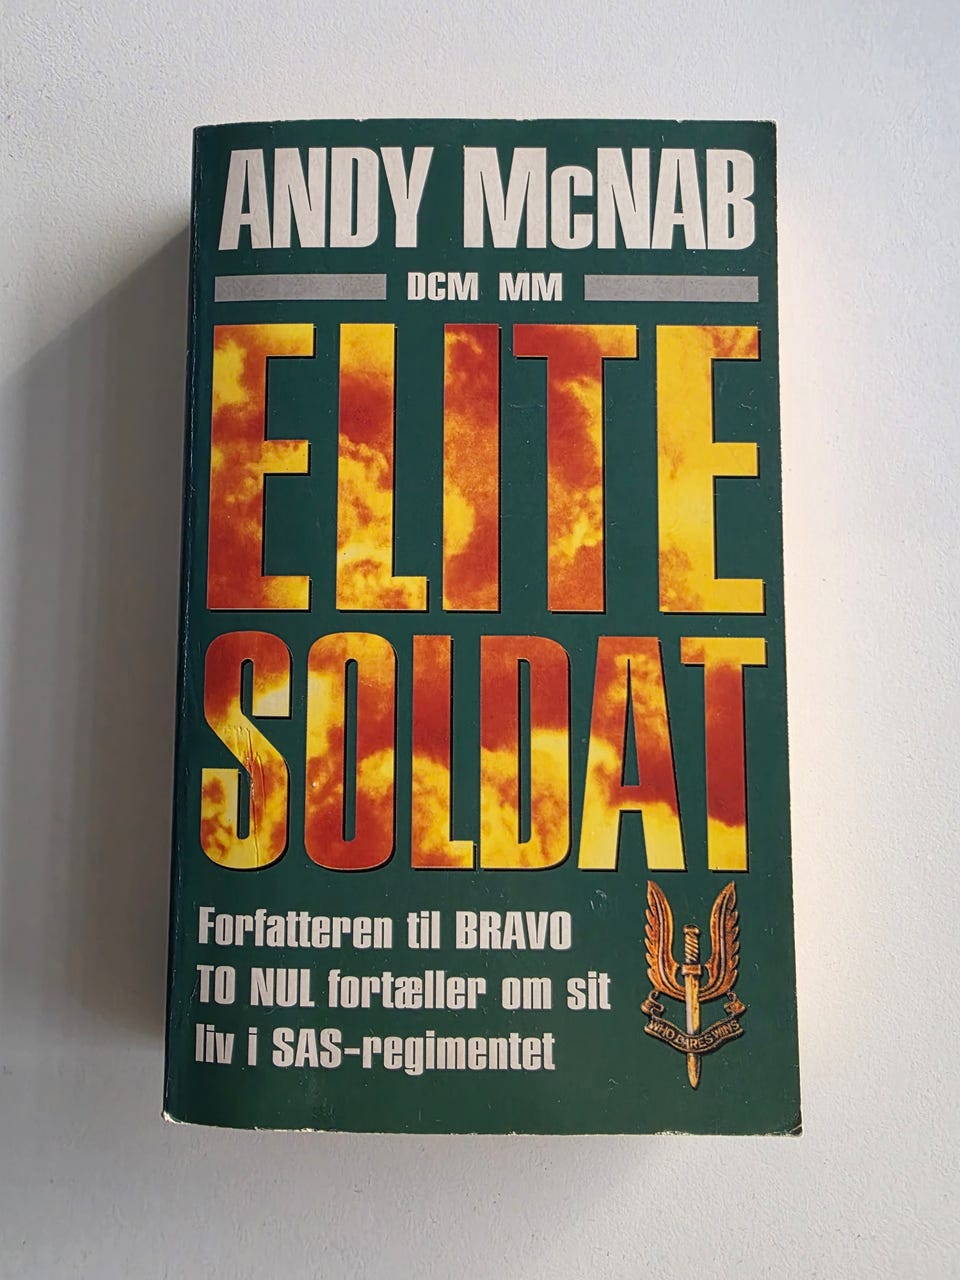 ANDY McNAB
DCM MM
ELITE
SOLDAT
Forfatteren til BRAVO
TO NUL fortæller om sit
liv i SAS-regimentet
WHO DARES WINS